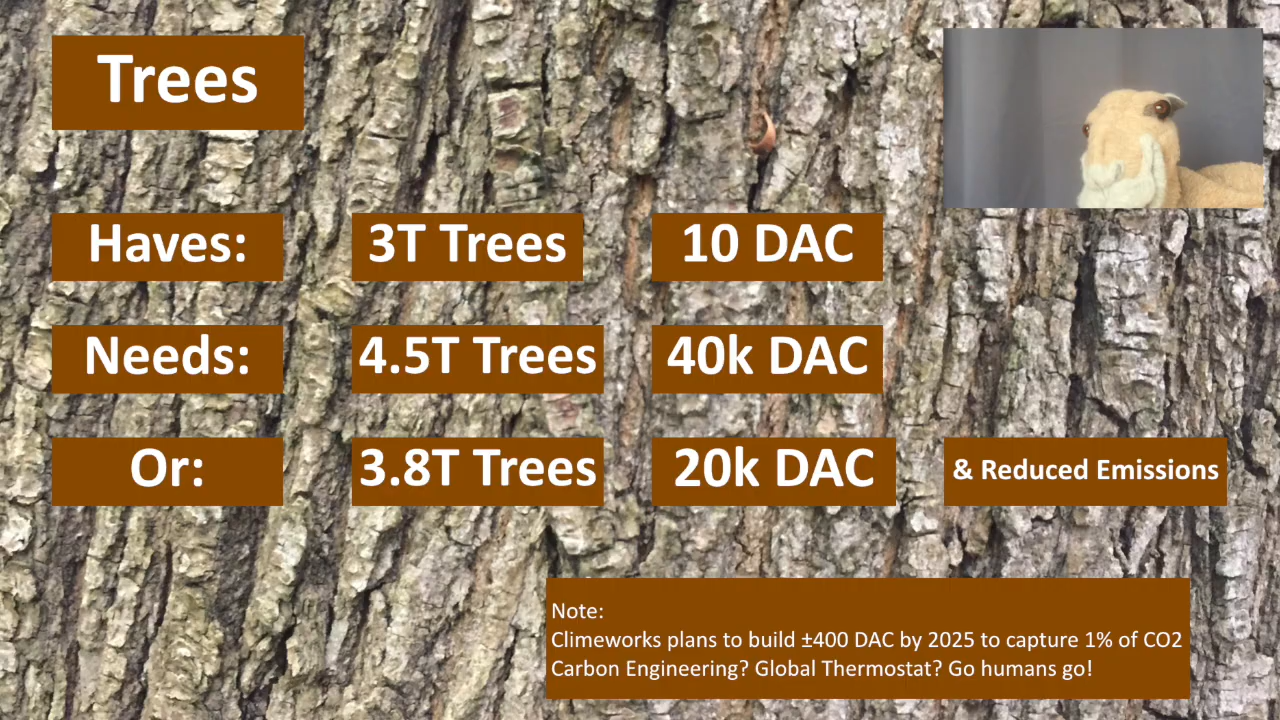 Trees
Haves: 3T Trees 10 DAC
Needs: 4.5T Trees 40k DAC
Or: 3.8T Trees 20k DAC & Reduced Emissions
Note:
Climeworks plans to build ±400 DAC by 2025 to capture 1% of CO2
Carbon Engineering? Global Thermostat? Go humans go!